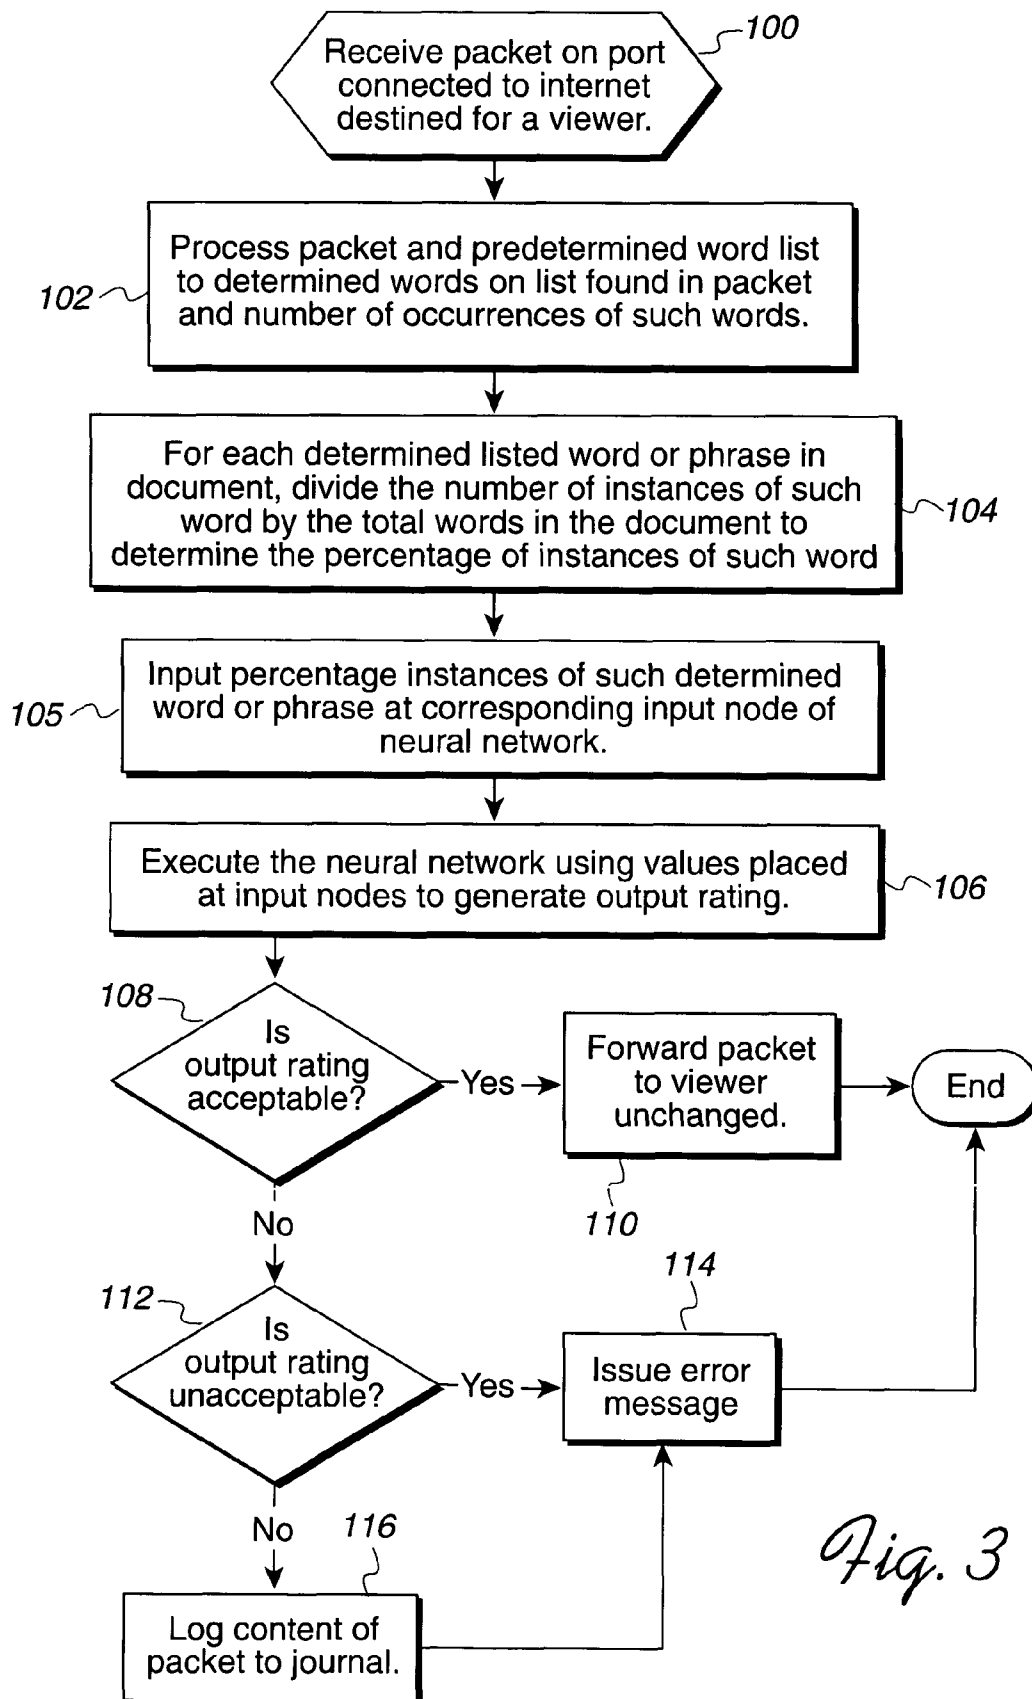 100
Receive packet on port
connected to internet
destined for a viewer.
102
Process packet and predetermined word list
to determined words on list found in packet
and number of occurrences of such words.
For each determined listed word or phrase in
document, divide the number of instances of such
word by the total words in the document to
determine the percentage of instances of such word
104
105
Input percentage instances of such determined
word or phrase at corresponding input node of
neural network.
Execute the neural network using values placed
at input nodes to generate output rating.
106
108
Is
output rating
acceptable?
Yes
Forward packet
to viewer
unchanged.
110
End
No
112
Is
output rating
unacceptable?
Yes
114
Issue error
message
No
116
Log content of
packet to journal.
Fig. 3